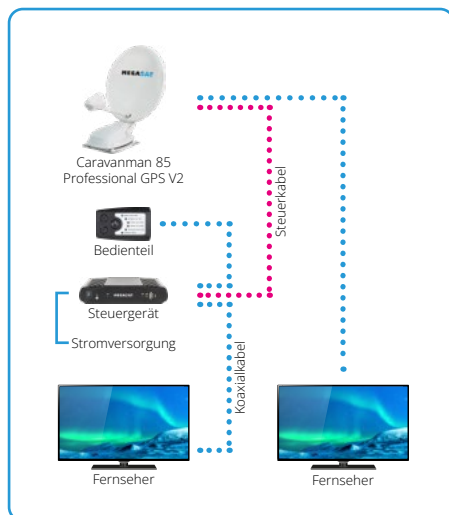 MEGASAT
Caravanman 85
Professional GPS V2
Steuerkabel
Bedienteil
MEGASAT
Steuergerät
Stromversorgung
Koaxialkabel
Fernseher
Fernseher